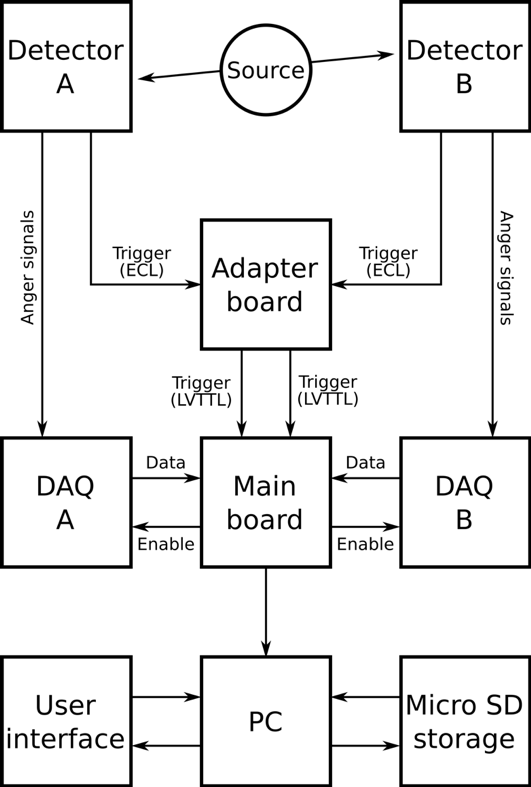 Detector
A
Source
Detector
B
Anger signals
Trigger
(ECL)
Adapter
board
Trigger
(ECL)
Anger signals
Trigger
(LVTTL)
Trigger
(LVTTL)
DAQ
A
Data
Enable
Main
board
Data
Enable
DAQ
B
User
interface
PC
Micro SD
storage